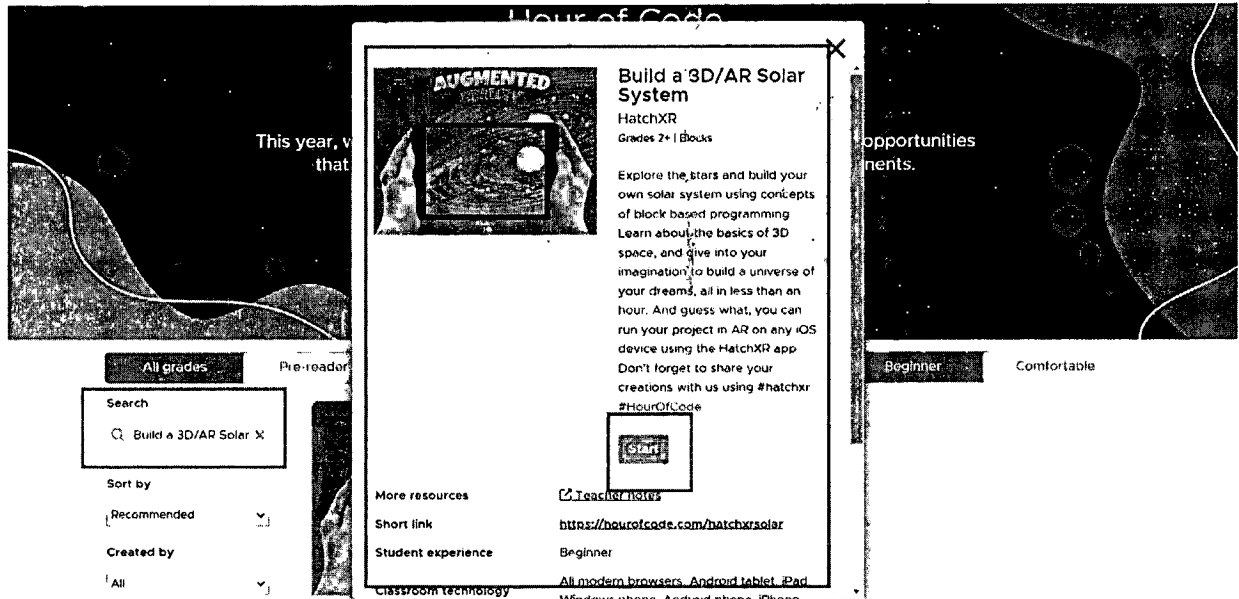 Hour of Code
This year, w
that
opportunities
nents.
AUGMENTED
Build a 3D/AR Solar
System
HatchXR
Grades 2+ | Blocks
Explore the stars and build your
own solar system using concepts
of block based programming
Learn about the basics of 3D
space, and give into your
imagination to build a universe of
your dreams, all in less than an
hour. And guess what, you can
run your project in AR on any iOS
device using the HatchXR app
Don't forget to share your
creations with us using #hatchxr
#HourOfCode
Start
More resources
Teacher notes
Short link
https://hourofcode.com/hatchxrsolar
Student experience
Beginner
Classroom technology
All modern browsers, Android tablet, iPad
Windows phone, Android phone, iPhone
All grades
Pre-reader
Beginner
Comfortable
Search
Build a 3D/AR Solar
Sort by
Recommended
Created by
All